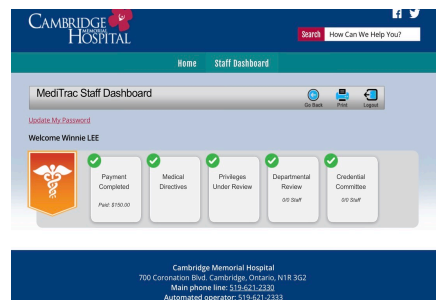 CAMBRIDGE
MEMORIAL
HOSPITAL
Search How Can We Help You?
Home Staff Dashboard
MediTrac Staff Dashboard
Go Back Print Logout
Update My Password
Welcome Winnie LEE
Payment
Completed
Paid: $150.00
Medical
Directives
Privileges
Under Review
Departmental
Review
0/0 Staff
Credential
Committee
0/0 Staff
Cambridge Memorial Hospital
700 Coronation Blvd. Cambridge, Ontario, N1R 3G2
Main phone line: 519-621-2330
Automated operator: 519-621-2333